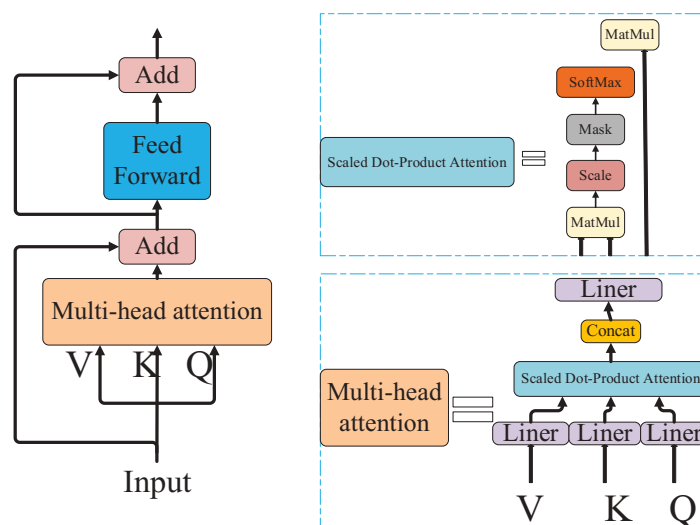 Add
Feed
Forward
Add
Multi-head attention
V K Q
Input
MatMul
SoftMax
Mask
Scaled Dot-Product Attention
Scale
MatMul
Liner
Concat
Scaled Dot-Product Attention
Multi-head
attention
Liner Liner Liner
V K Q